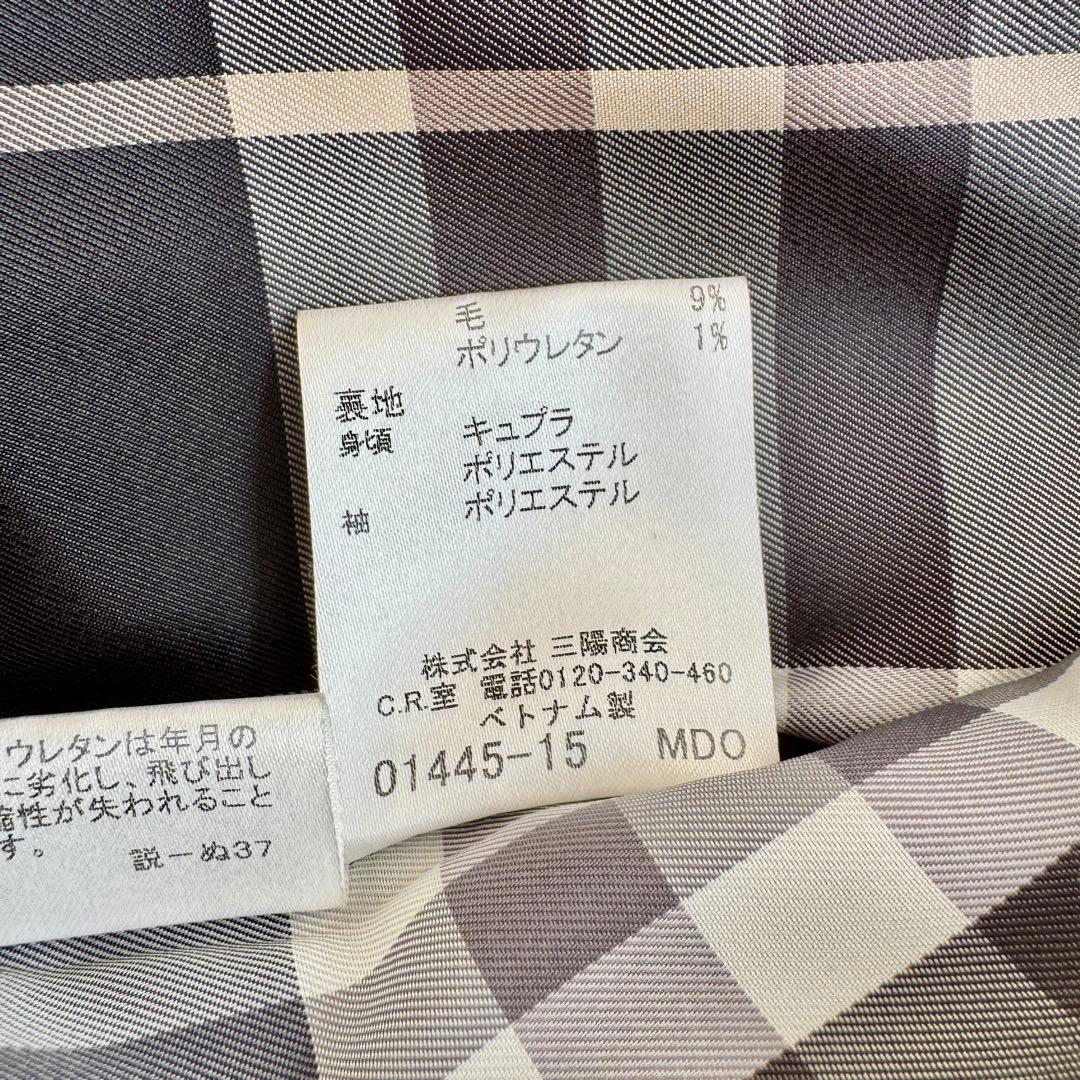 毛 9%
ポリウレタン 1%
裏地
身頃 キュプラ
ポリエステル
袖 ポリエステル
株式会社 三陽商会
C.R.室 電話0120-340-460
ベトナム製
01445-15 MDO
ウレタンは年月の
に劣化し、飛び出し
縮性が失われること
す。
説-ぬ37